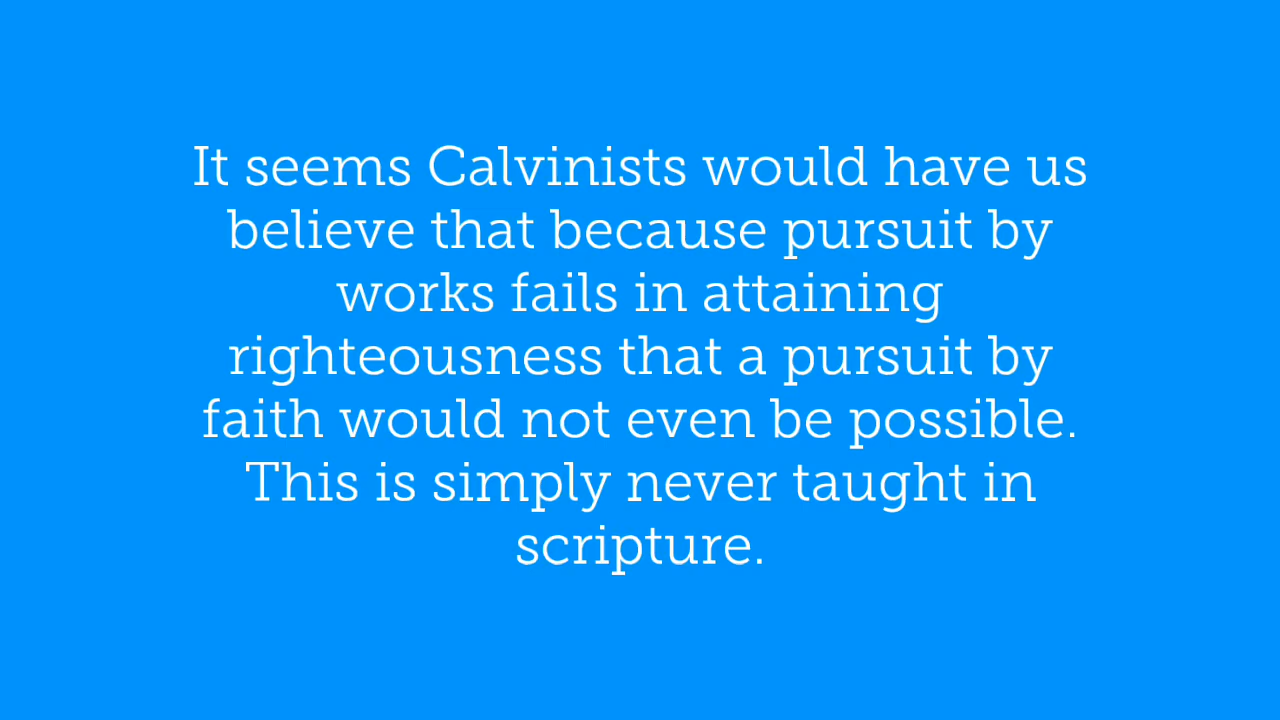 It seems Calvinists would have us
believe that because pursuit by
works fails in attaining
righteousness that a pursuit by
faith would not even be possible.
This is simply never taught in
scripture.